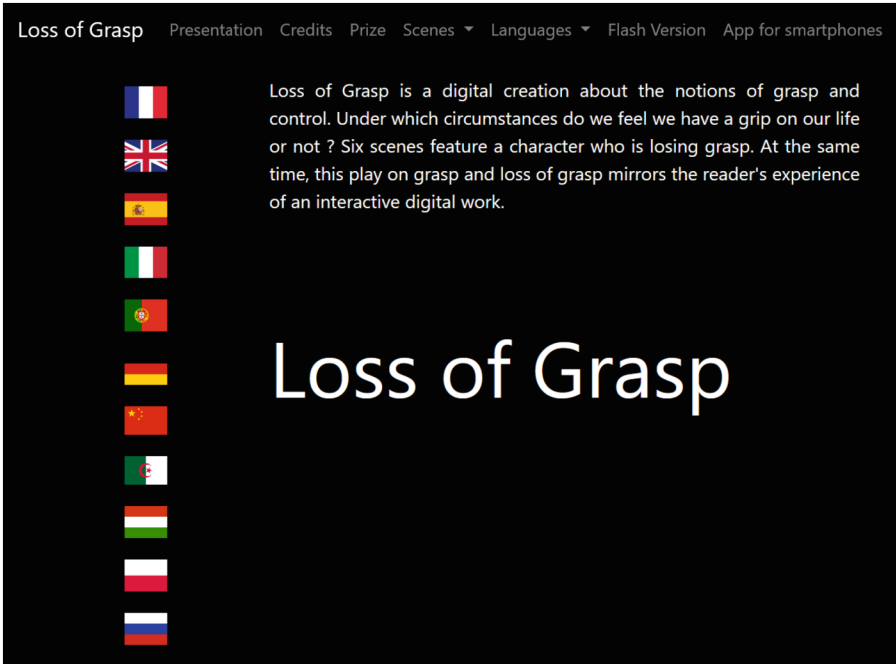 Loss of Grasp Presentation Credits Prize Scenes Languages Flash Version App for smartphones
Loss of Grasp is a digital creation about the notions of grasp and
control. Under which circumstances do we feel we have a grip on our life
or not ? Six scenes feature a character who is losing grasp. At the same
time, this play on grasp and loss of grasp mirrors the reader's experience
of an interactive digital work.
Loss of Grasp